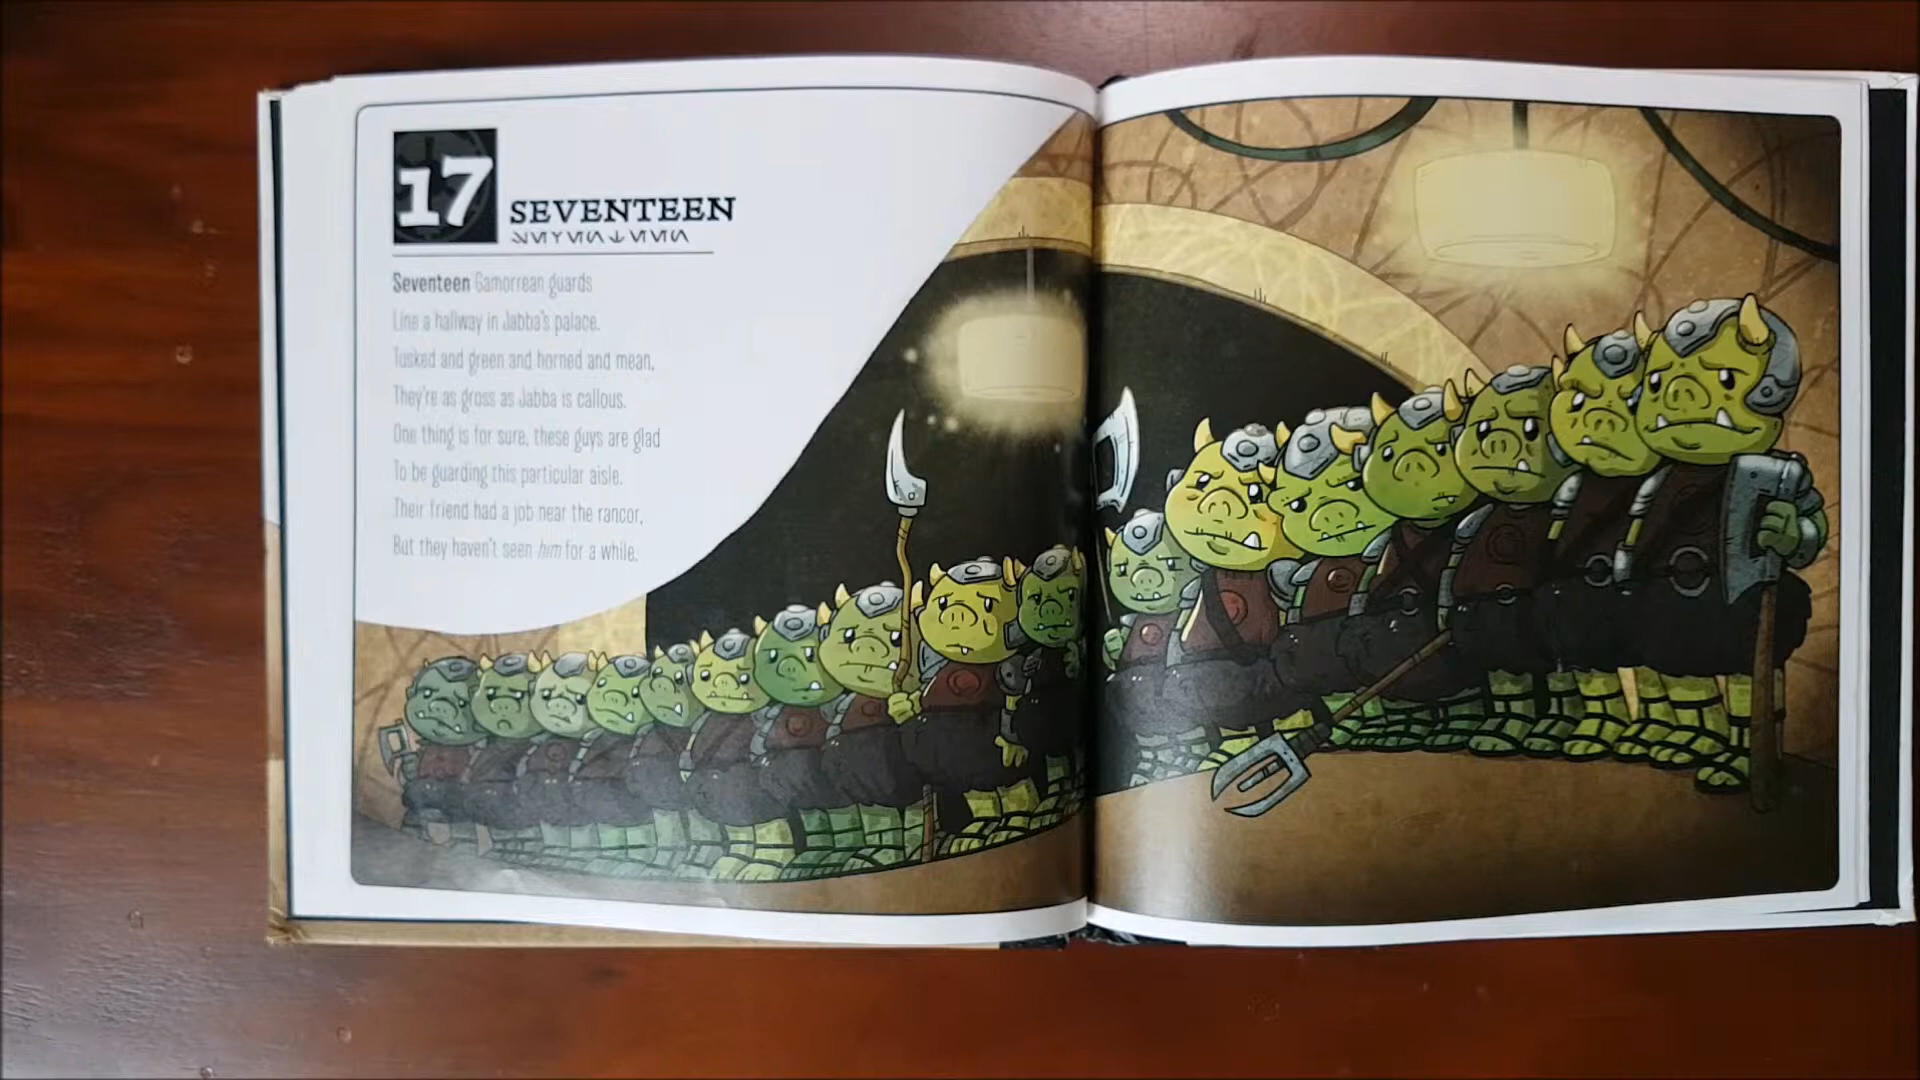 17
SEVENTEEN
Seventeen Gamorrean guards
Line a hallway in Jabba's palace.
Tusked and green and horned and mean,
They're as gross as Jabba is callous.
One thing is for sure, these guys are glad
To be guarding this particular aisle.
Their friend had a job near the rancor,
But they haven't seen him for a while.